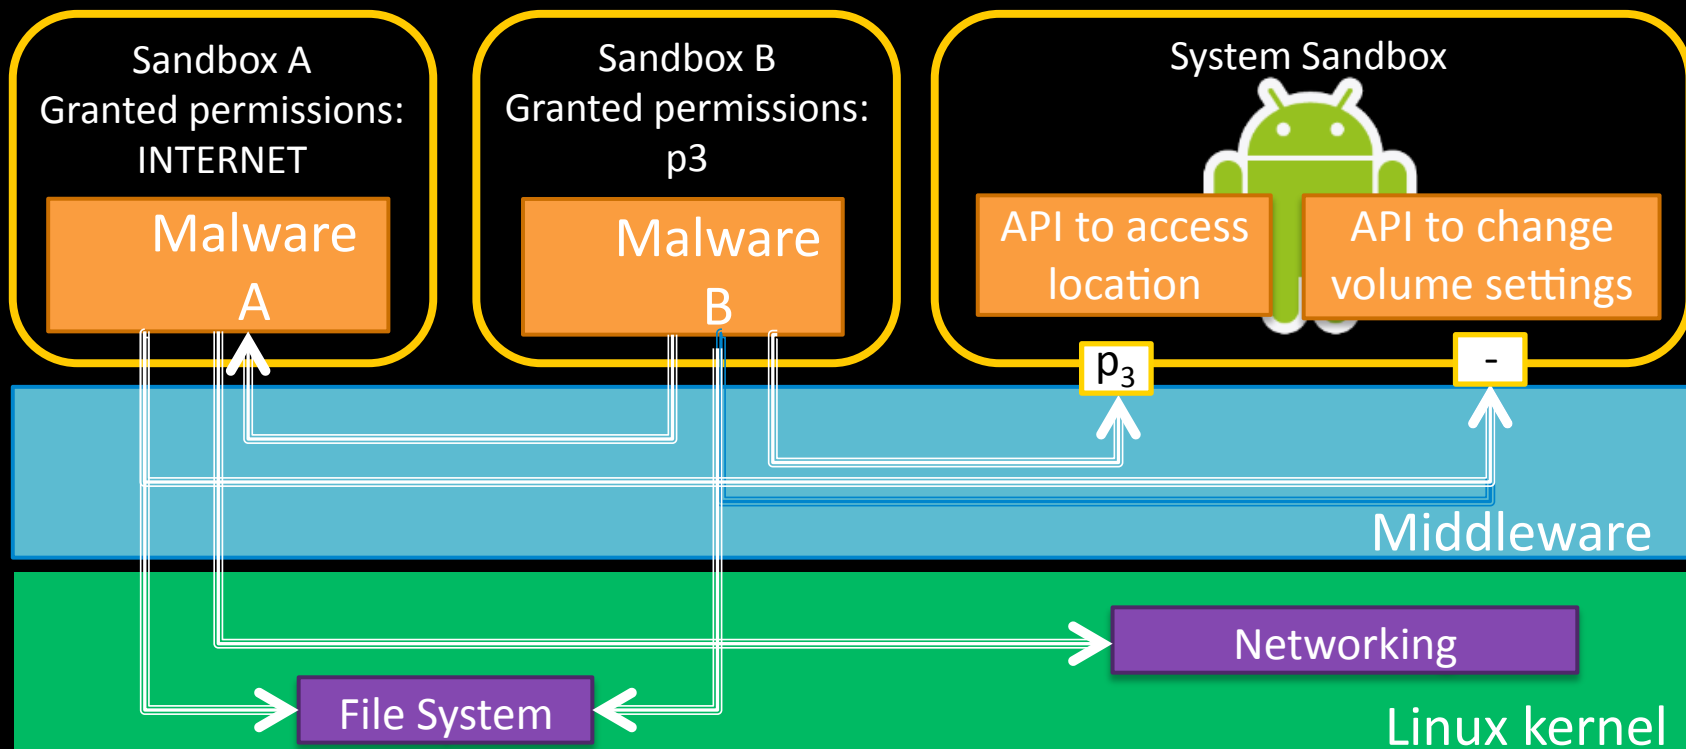 Sandbox A
Granted permissions:
INTERNET
Malware
A
Sandbox B
Granted permissions:
p3
Malware
B
System Sandbox
API to access
location
API to change
volume settings
p₃
-
Middleware
Networking
File System
Linux kernel